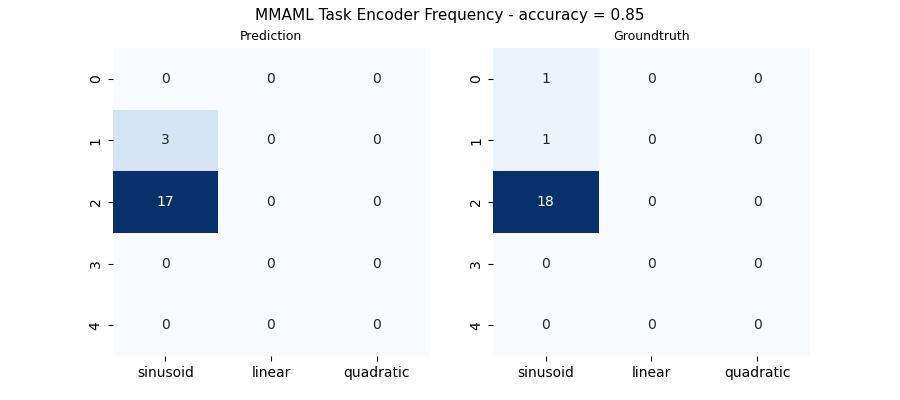 MMAML Task Encoder Frequency - accuracy = 0.85
Prediction Groundtruth
0 0 0 0 0 1 0 0
1 3 0 0 1 1 0 0
2 17 0 0 2 18 0 0
3 0 0 0 3 0 0 0
4 0 0 0 4 0 0 0
sinusoid linear quadratic sinusoid linear quadratic